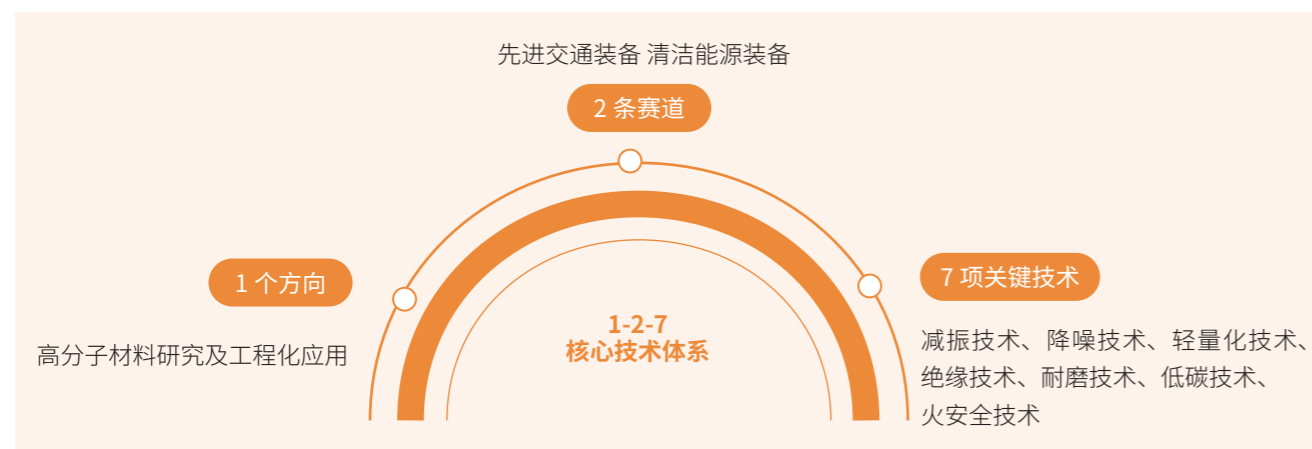 先进交通装备 清洁能源装备
2 条赛道
1 个方向
高分子材料研究及工程化应用
1-2-7
核心技术体系
7 项关键技术
减振技术、降噪技术、轻量化技术、
绝缘技术、耐磨技术、低碳技术、
火安全技术